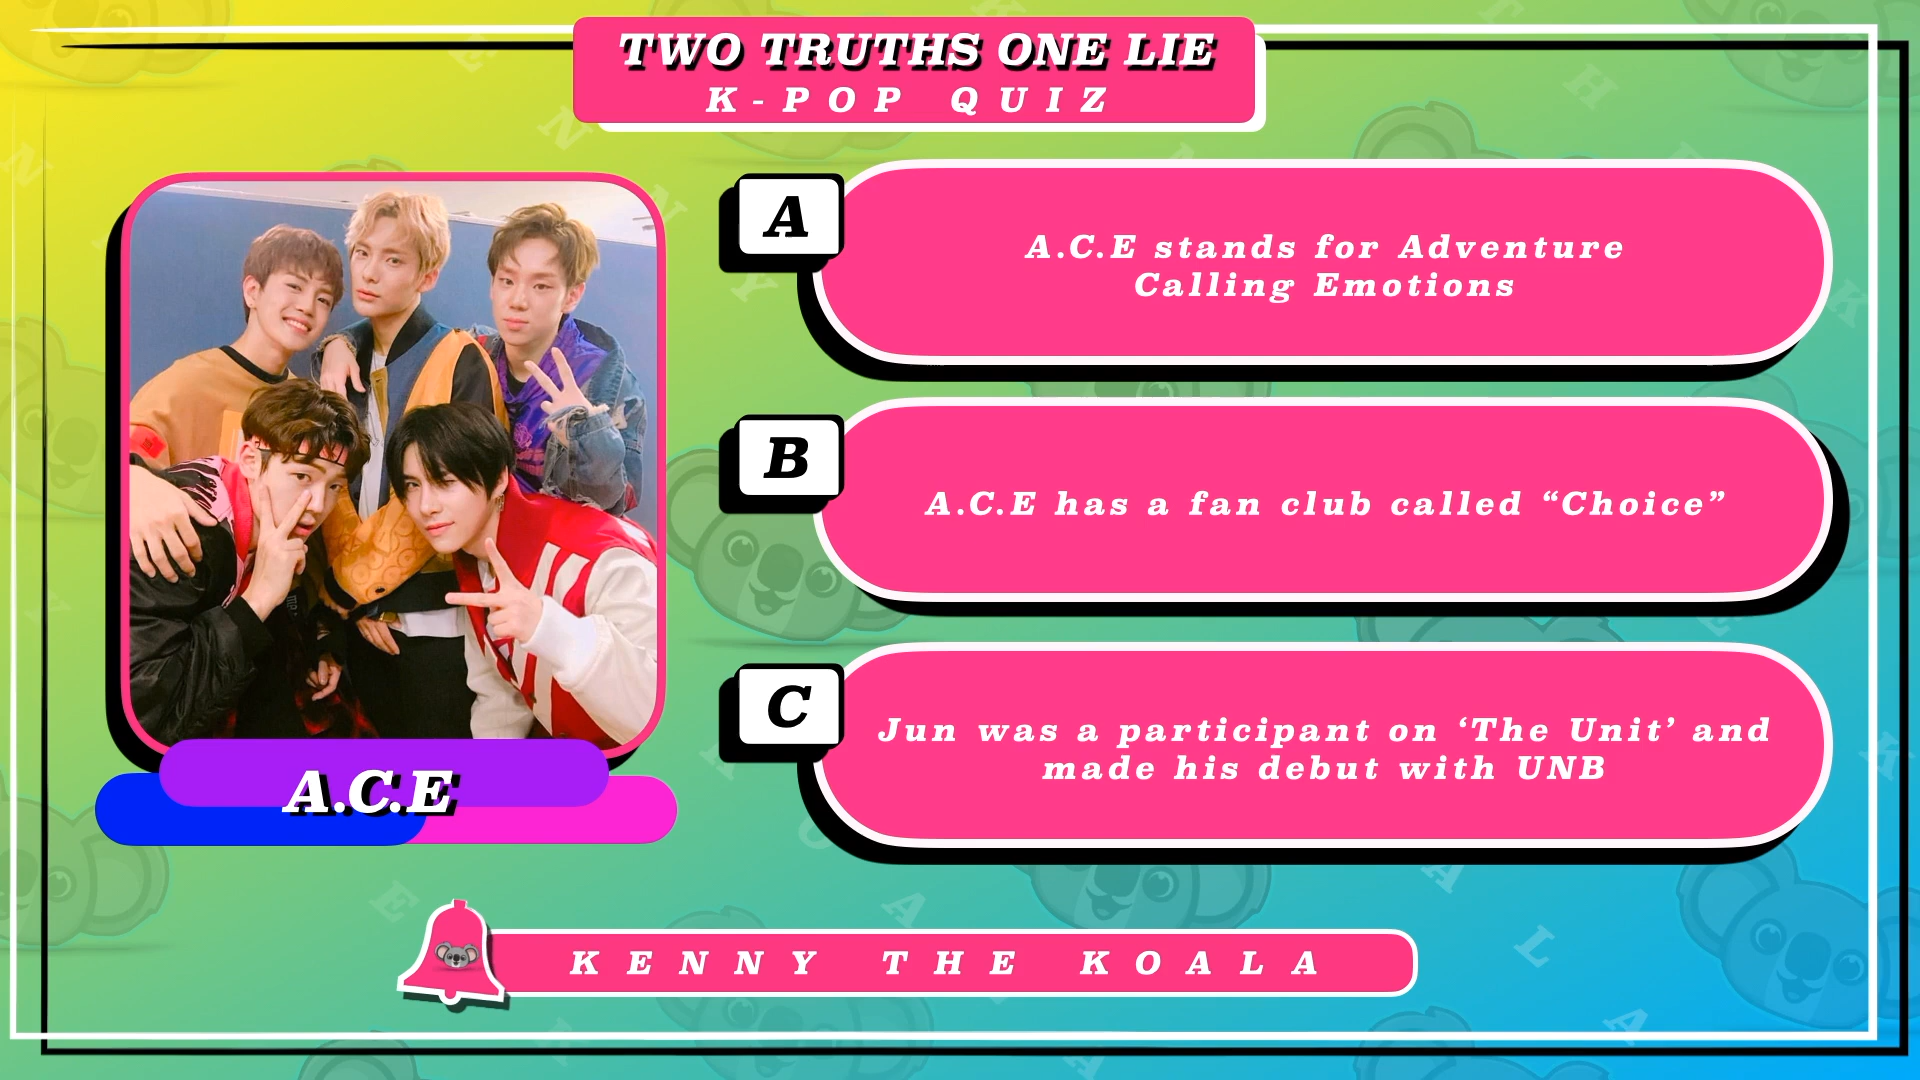 TWO TRUTHS ONE LIE
K-POP QUIZ
A
A.C.E stands for Adventure
Calling Emotions
B
A.C.E has a fan club called “Choice”
C
Jun was a participant on ‘The Unit’ and
made his debut with UNB
A.C.E
KENNY THE KOALA